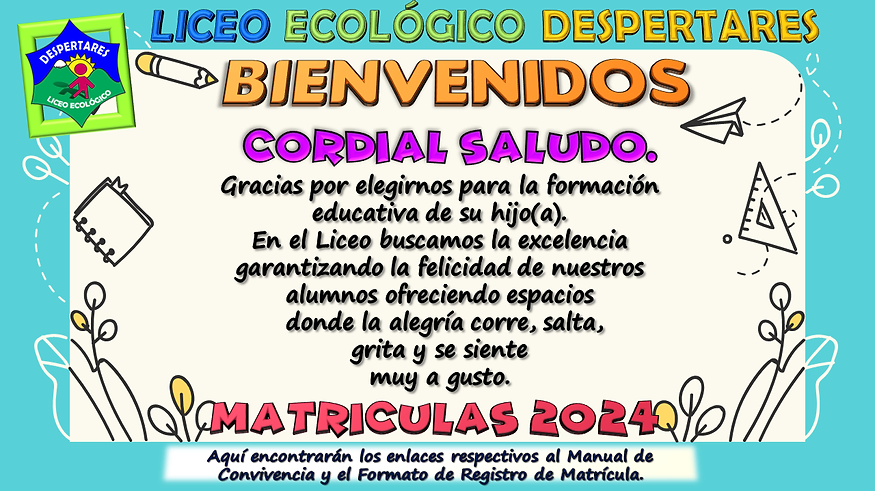 LICEO ECOLÓGICO DESPERTARES
DESPERTARES
LICEO ECOLÓGICO
BIENVENIDOS
CORDIAL SALUDO.
Gracias por elegirnos para la formación
educativa de su hijo(a).
En el Liceo buscamos la excelencia
garantizando la felicidad de nuestros
alumnos ofreciendo espacios
donde la alegría corre, salta,
grita y se siente
muy a gusto.
MATRICULAS 2024
Aquí encontrarán los enlaces respectivos al Manual de
Convivencia y el Formato de Registro de Matrícula.